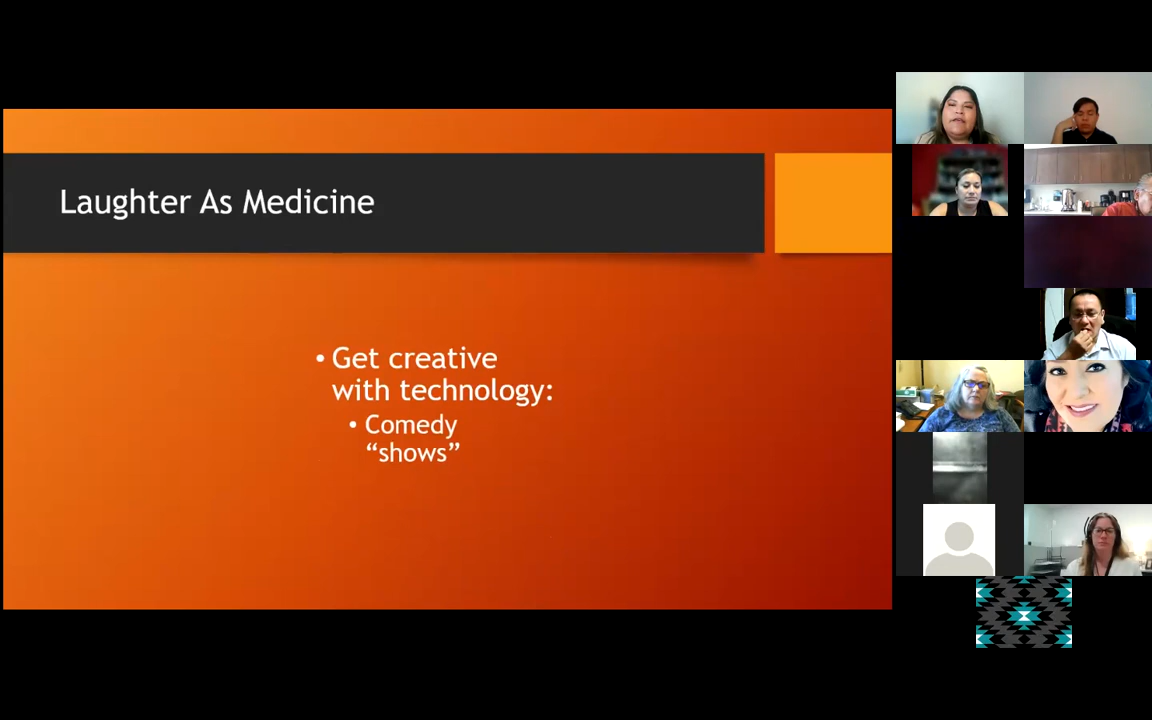 Laughter As Medicine
• Get creative
with technology:
• Comedy
“shows”